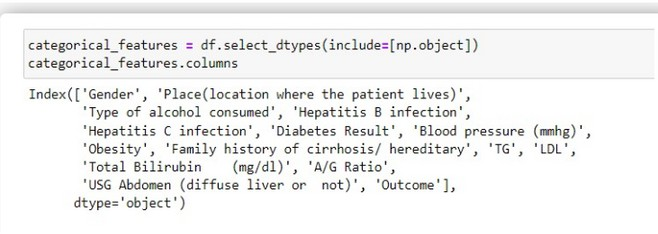 categorical_features = df.select_dtypes(include=[np.object])
categorical_features.columns
Index(['Gender', 'Place(location where the patient lives)',
'Type of alcohol consumed', 'Hepatitis B infection',
'Hepatitis C infection', 'Diabetes Result', 'Blood pressure (mmhg)',
'Obesity', 'Family history of cirrhosis/ hereditary', 'TG', 'LDL',
'Total Bilirubin    (mg/dl)', 'A/G Ratio',
'USG Abdomen (diffuse liver or  not)', 'Outcome'],
dtype='object')